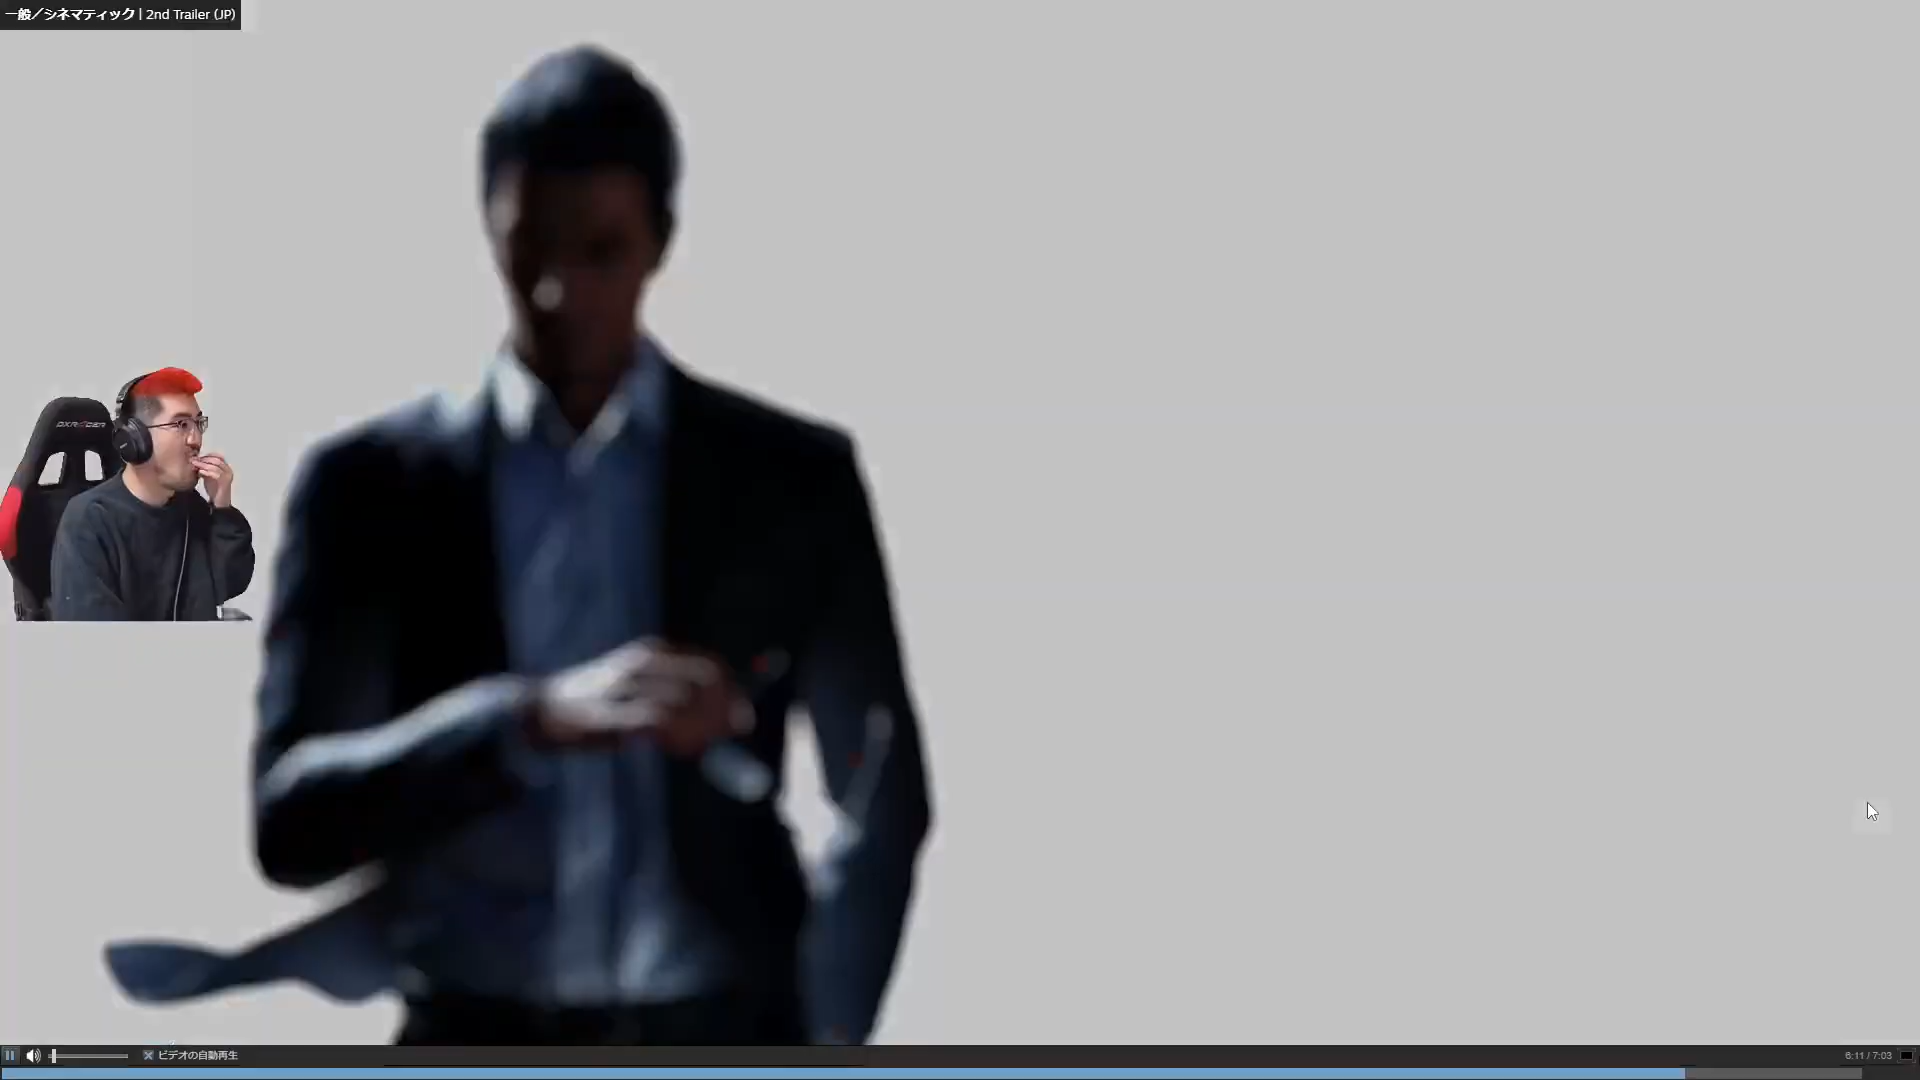 一般／シネマティック | 2nd Trailer (JP)
DXRACER
ビデオの自動再生
6:11 / 7:03